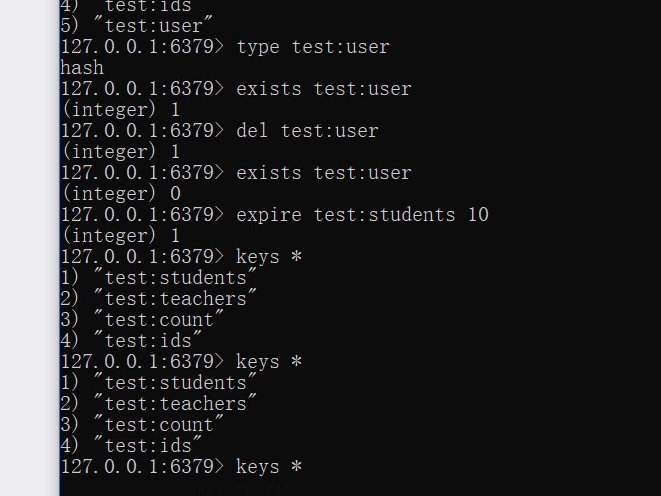 4) "test:ids"
5) "test:user"
127.0.0.1:6379> type test:user
hash
127.0.0.1:6379> exists test:user
(integer) 1
127.0.0.1:6379> del test:user
(integer) 1
127.0.0.1:6379> exists test:user
(integer) 0
127.0.0.1:6379> expire test:students 10
(integer) 1
127.0.0.1:6379> keys *
1) "test:students"
2) "test:teachers"
3) "test:count"
4) "test:ids"
127.0.0.1:6379> keys *
1) "test:students"
2) "test:teachers"
3) "test:count"
4) "test:ids"
127.0.0.1:6379> keys *